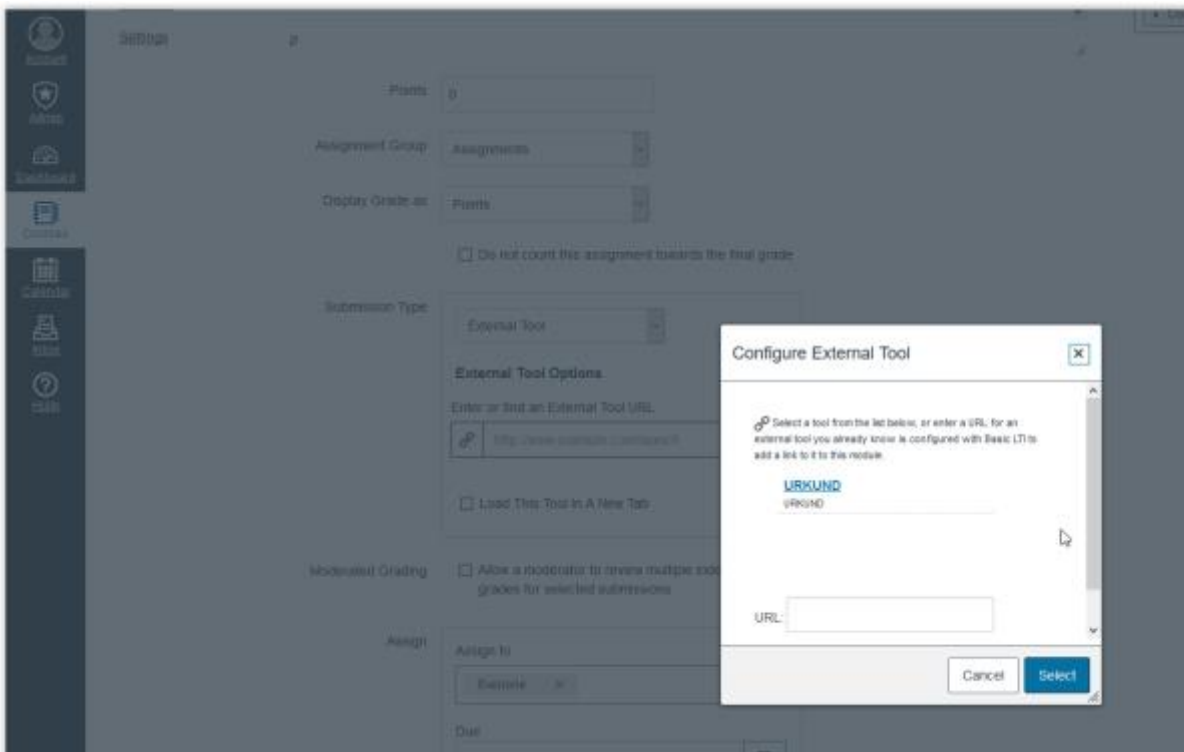 Account
Admin
Dashboard
Courses
Calendar
Inbox
Help
Settings
p
Points
0
Assignment Group
Assignments
Display Grade as
Points
Do not count this assignment towards the final grade
Submission Type
External Tool
External Tool Options
Enter or find an External Tool URL
Load This Tool In A New Tab
Moderated Grading
Allow a moderator to review multiple
grades for selected submissions
Assign
Assign to
Everyone
Due
Configure External Tool
Select a tool from the list below, or enter a URL for an
external tool you already know is configured with Basic LTI to
add a link to it to this module.
URKUND
URKUND
URL:
Cancel
Select